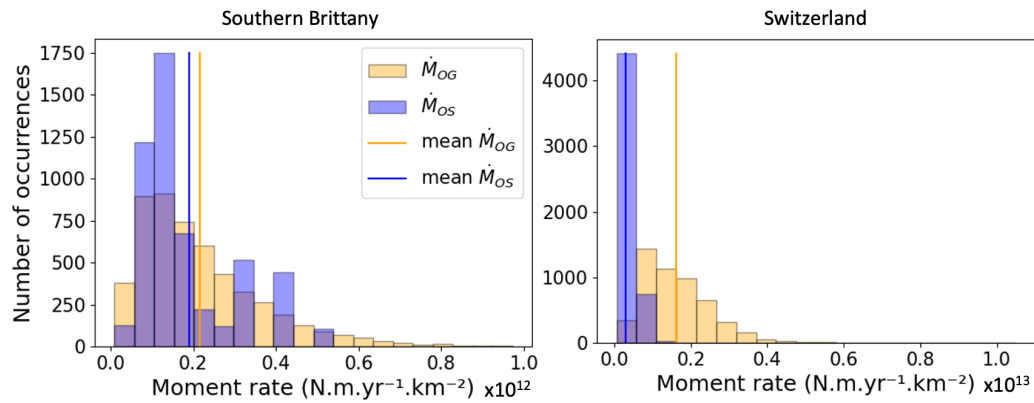 Southern Brittany
Switzerland
Number of occurrences
1750
1500
1250
1000
750
500
250
0
Ṁ_OG
Ṁ_OS
mean Ṁ_OG
mean Ṁ_OS
4000
3000
2000
1000
0
0.0 0.2 0.4 0.6 0.8 1.0
Moment rate (N.m.yr⁻¹.km⁻²) x10¹²
0.0 0.2 0.4 0.6 0.8 1.0
Moment rate (N.m.yr⁻¹.km⁻²) x10¹³